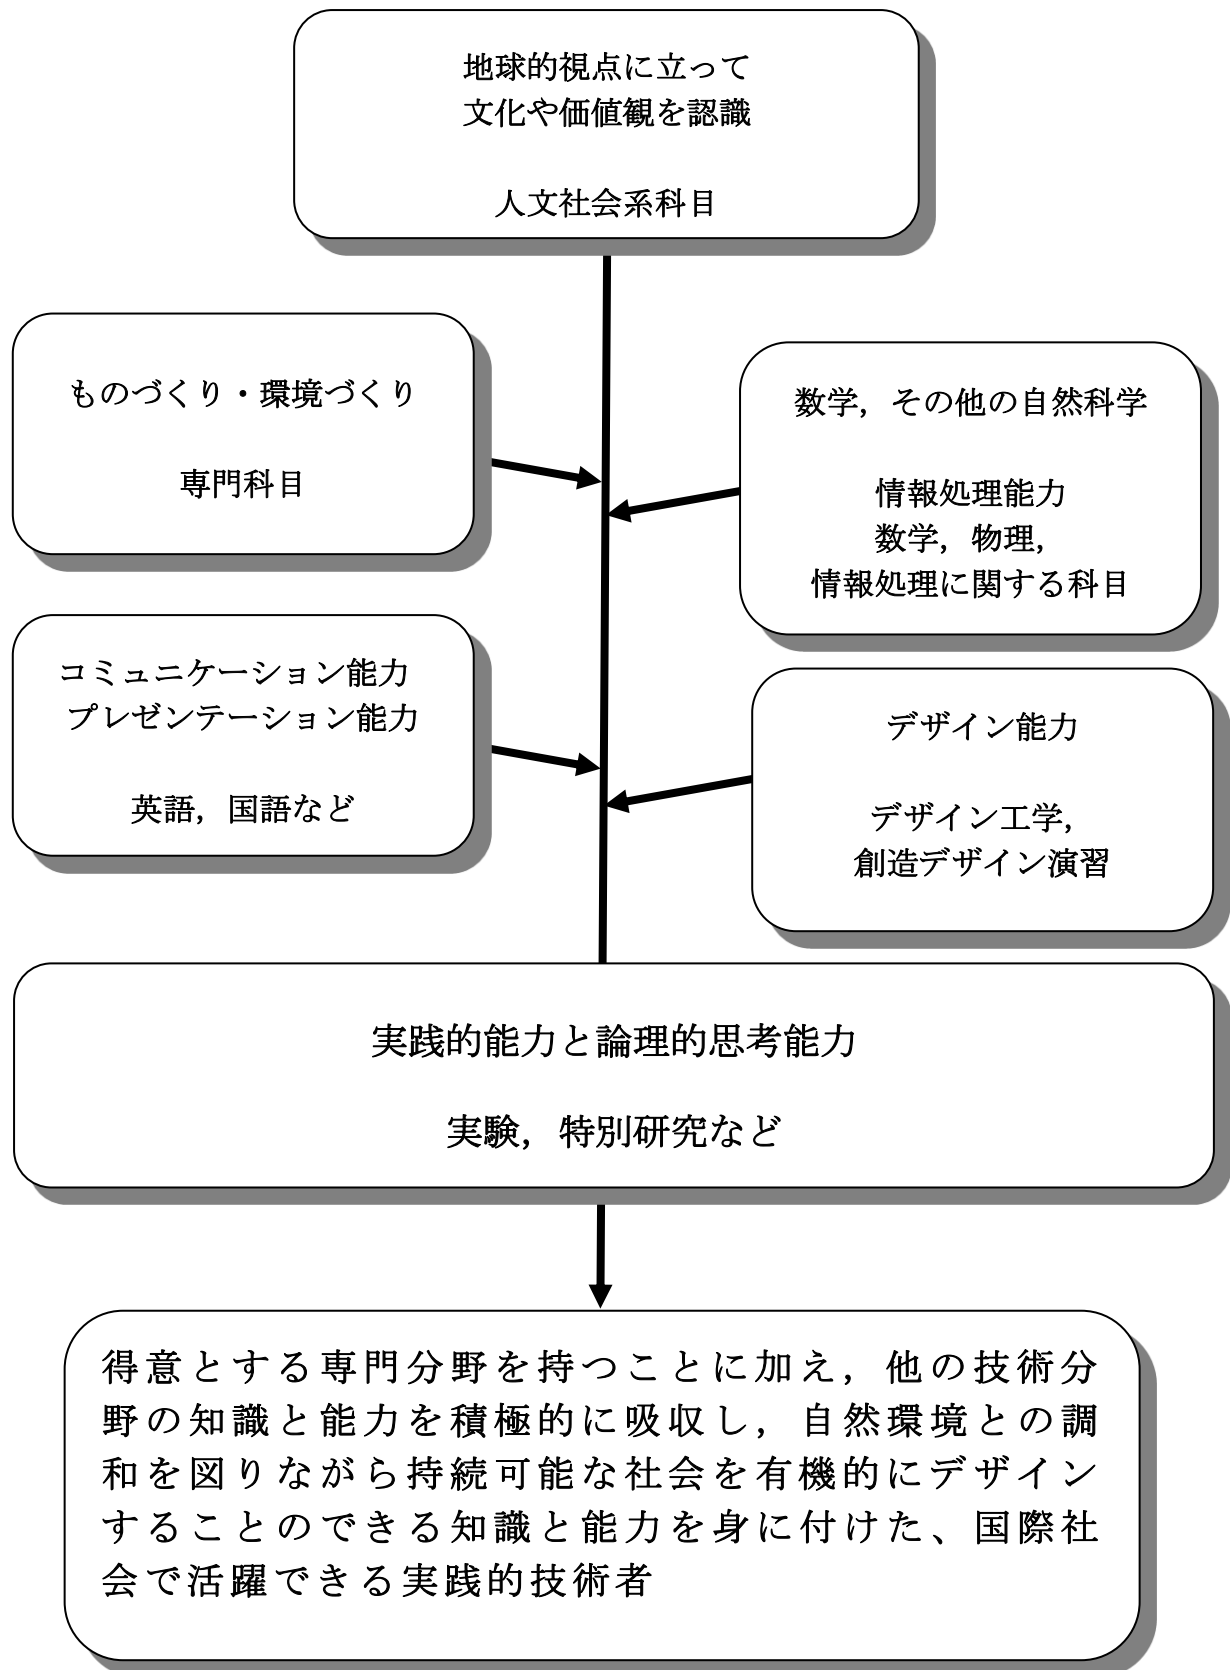 地球的視点に立って
文化や価値観を認識
人文社会系科目
ものづくり・環境づくり
専門科目
数学，その他の自然科学
情報処理能力
数学，物理，
情報処理に関する科目
コミュニケーション能力
プレゼンテーション能力
英語，国語など
デザイン能力
デザイン工学，
創造デザイン演習
実践的能力と論理的思考能力
実験，特別研究など
得意とする専門分野を持つことに加え，他の技術分
野の知識と能力を積極的に吸収し，自然環境との調
和を図りながら持続可能な社会を有機的にデザイン
することのできる知識と能力を身に付けた、国際社
会で活躍できる実践的技術者